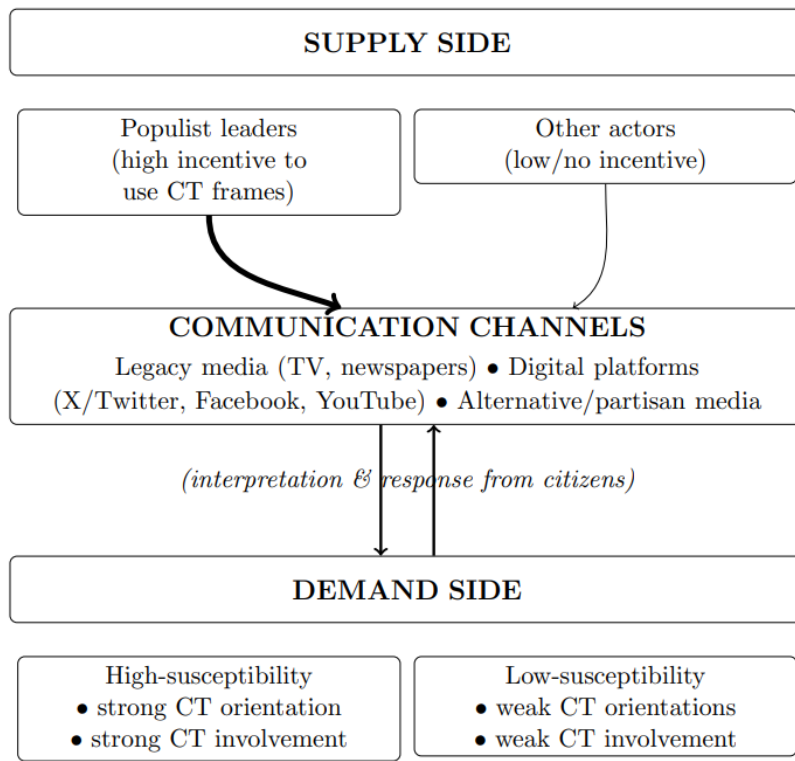 SUPPLY SIDE
Populist leaders
(high incentive to
use CT frames)
Other actors
(low/no incentive)
COMMUNICATION CHANNELS
Legacy media (TV, newspapers) • Digital platforms
(X/Twitter, Facebook, YouTube) • Alternative/partisan media
(interpretation & response from citizens)
DEMAND SIDE
High-susceptibility
• strong CT orientation
• strong CT involvement
Low-susceptibility
• weak CT orientations
• weak CT involvement